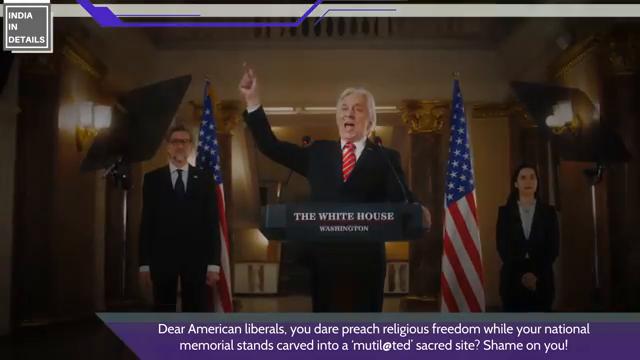 INDIA
IN
DETAILS
THE WHITE HOUSE
WASHINGTON
Dear American liberals, you dare preach religious freedom while your national
memorial stands carved into a 'mutil@ted' sacred site? Shame on you!